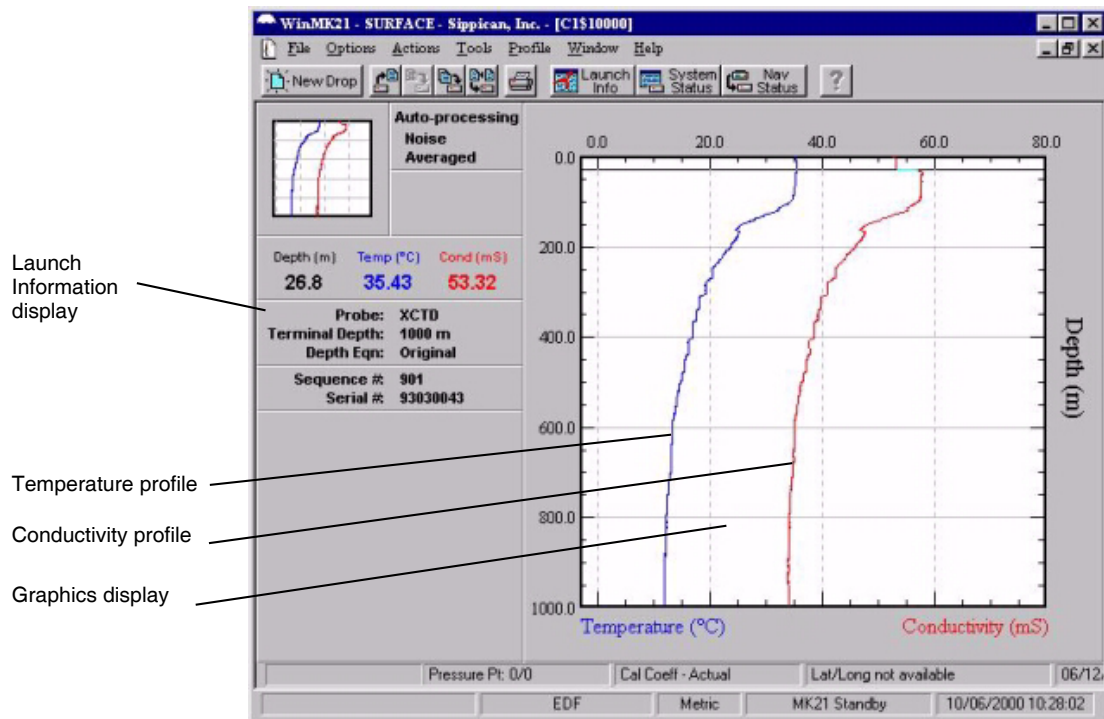 WinMK21 - SURFACE - Sippican, Inc. - [C1$10000]
File Options Actions Tools Profile Window Help
New Drop Launch Info System Status Nav Status ?
Auto-processing
Noise
Averaged
Depth (m) Temp (°C) Cond (mS)
26.8 35.43 53.32
Probe: XCTD
Terminal Depth: 1000 m
Depth Eqn: Original
Sequence #: 901
Serial #: 93030043
Launch
Information
display
Temperature profile
Conductivity profile
Graphics display
0.0 20.0 40.0 60.0 80.0
0.0
200.0
400.0
600.0
800.0
1000.0
Depth (m)
Temperature (°C) Conductivity (mS)
Pressure Pt: 0/0 Cal Coeff - Actual Lat/Long not available 06/12
EDF Metric MK21 Standby 10/06/2000 10:28:02